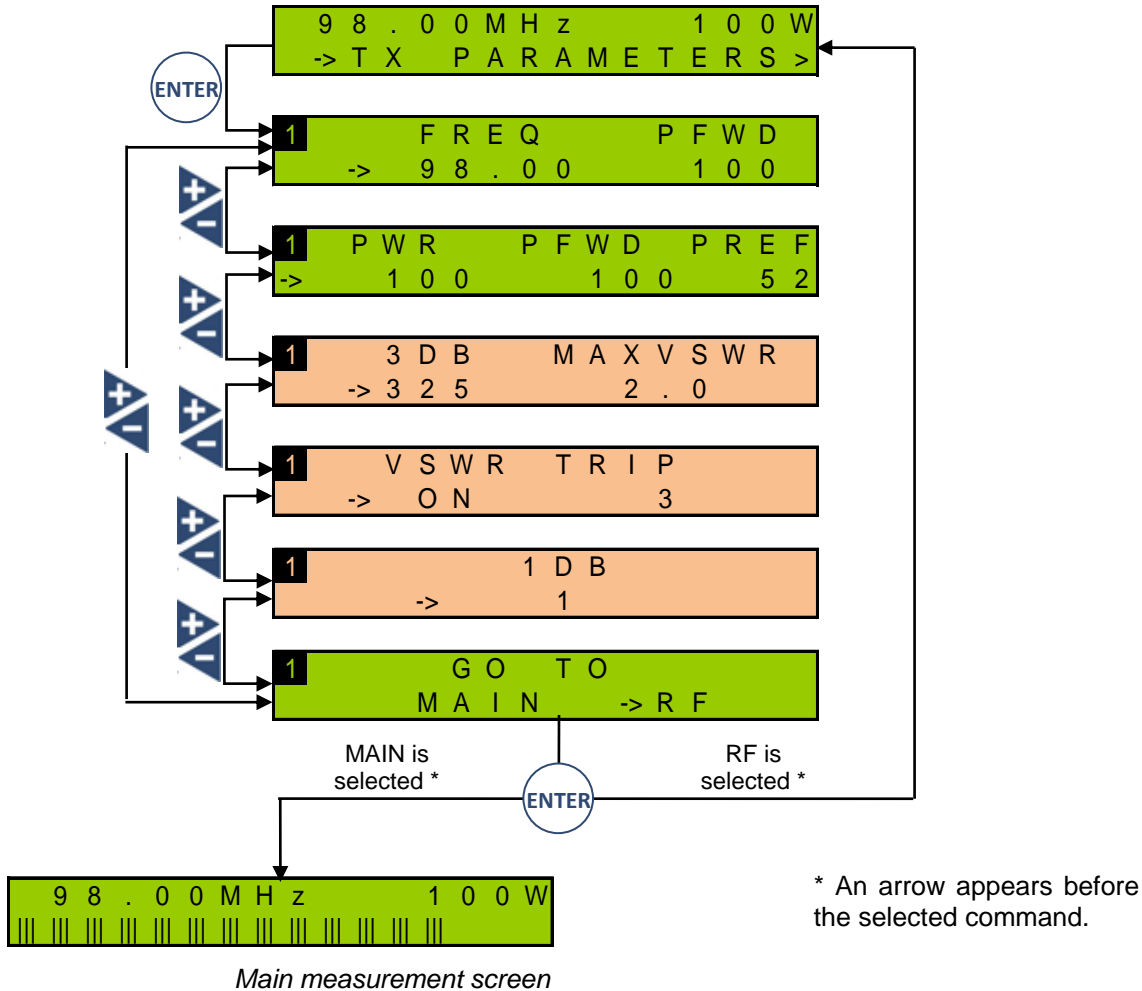 98.00MHz 100W
-> TX PARAMETERS >
ENTER
1 FREQ PFWD
-> 98.00 100
+
-
1 PWR PFWD PREF
-> 100 100 52
+
-
1 3DB MAXVSWR
-> 325 2.0
+
-
+
-
1 VSWR TRIP
-> ON 3
+
-
1 1DB
-> 1
+
-
1 GO TO
MAIN -> RF
MAIN is
selected *
RF is
selected *
ENTER
98.00MHz 100W
||| ||| ||| ||| ||| ||| ||| ||| ||| ||| ||| ||| |||
* An arrow appears before
the selected command.
Main measurement screen